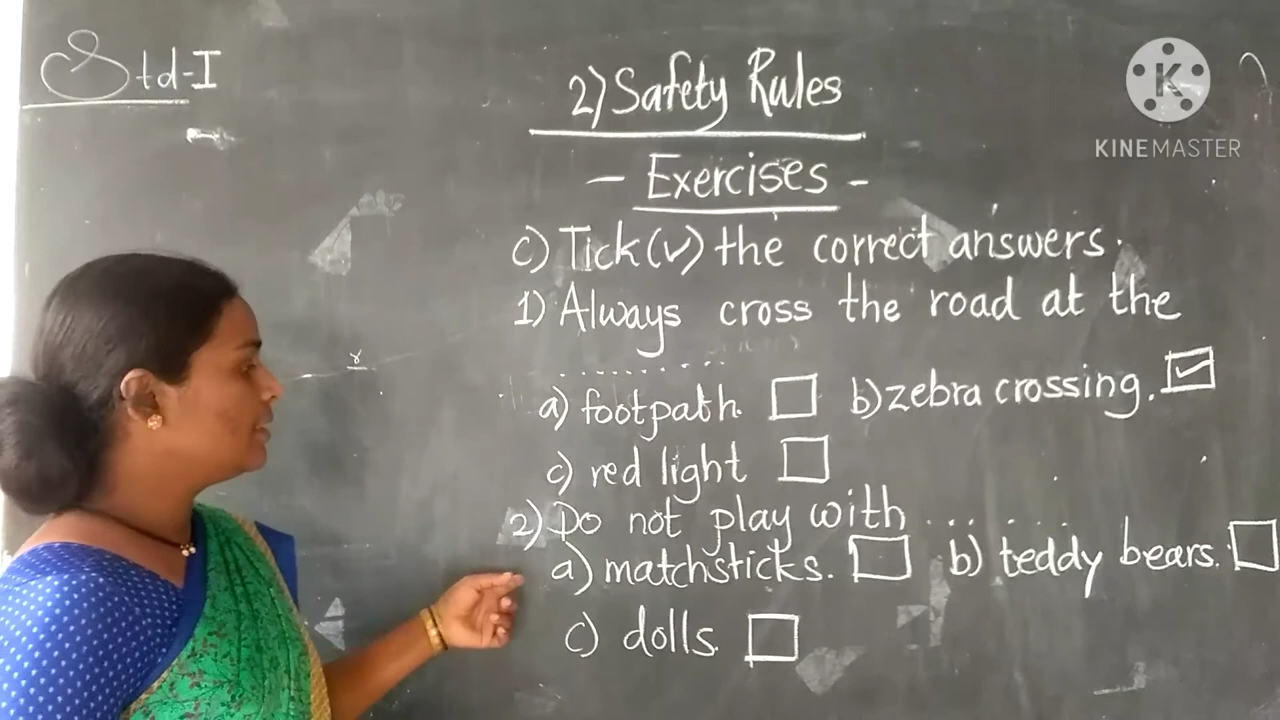 Std-I
2) Safety Rules
- Exercises -
KINEMASTER
c) Tick (✓) the correct answers.
1) Always cross the road at the
..........
a) footpath. ☐ b) zebra crossing. ☑
c) red light ☐
2) Do not play with .......
a) matchsticks. ☐ b) teddy bears. ☐
c) dolls. ☐